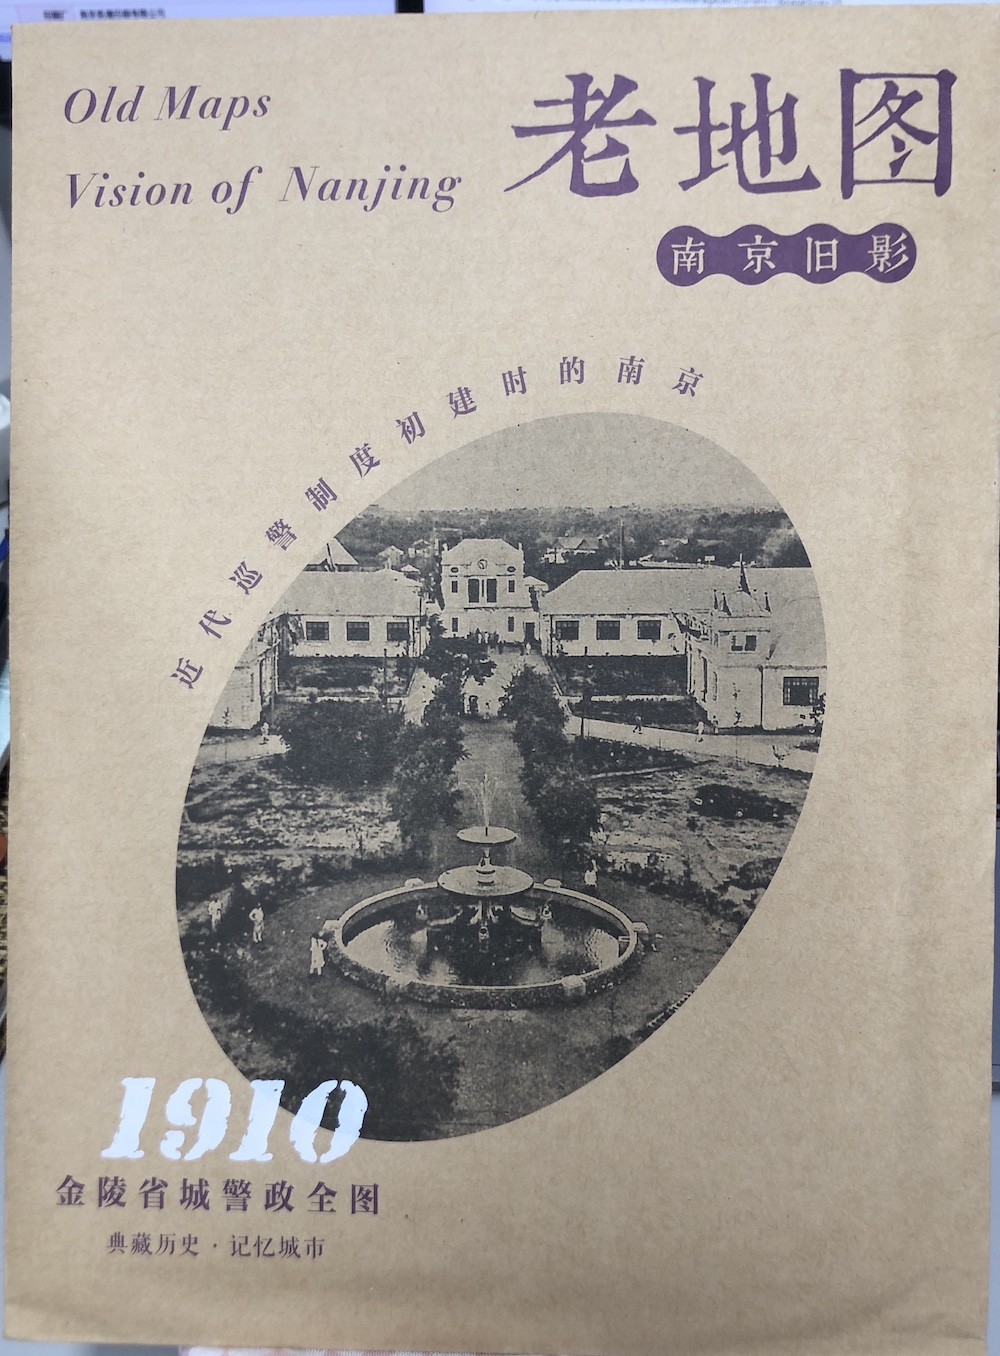 Old Maps
Vision of Nanjing
老地图
南京旧影
近代巡警制度初建时的南京
1910
金陵省城警政全图
典藏历史·记忆城市